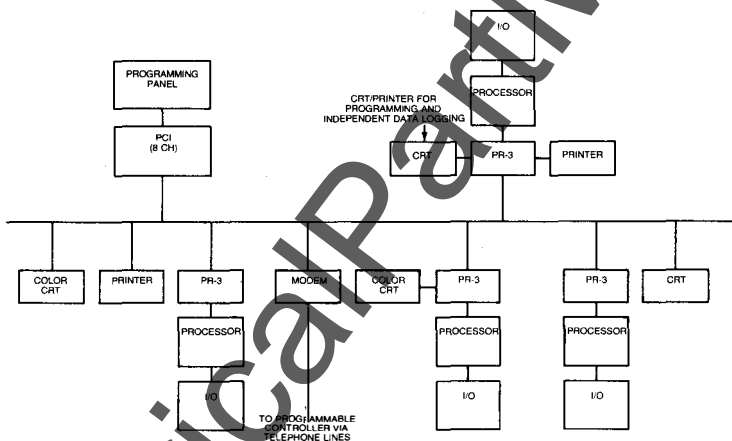 I/O
PROGRAMMING
PANEL
PROCESSOR
CRT/PRINTER FOR
PROGRAMMING AND
INDEPENDENT DATA LOGGING
PCI
(8 CH)
CRT
PR-3
PRINTER
COLOR
CRT
PRINTER
PR-3
MODEM
COLOR
CRT
PR-3
PR-3
CRT
PROCESSOR
PROCESSOR
PROCESSOR
I/O
I/O
I/O
TO PROGRAMMABLE
CONTROLLER VIA
TELEPHONE LINES